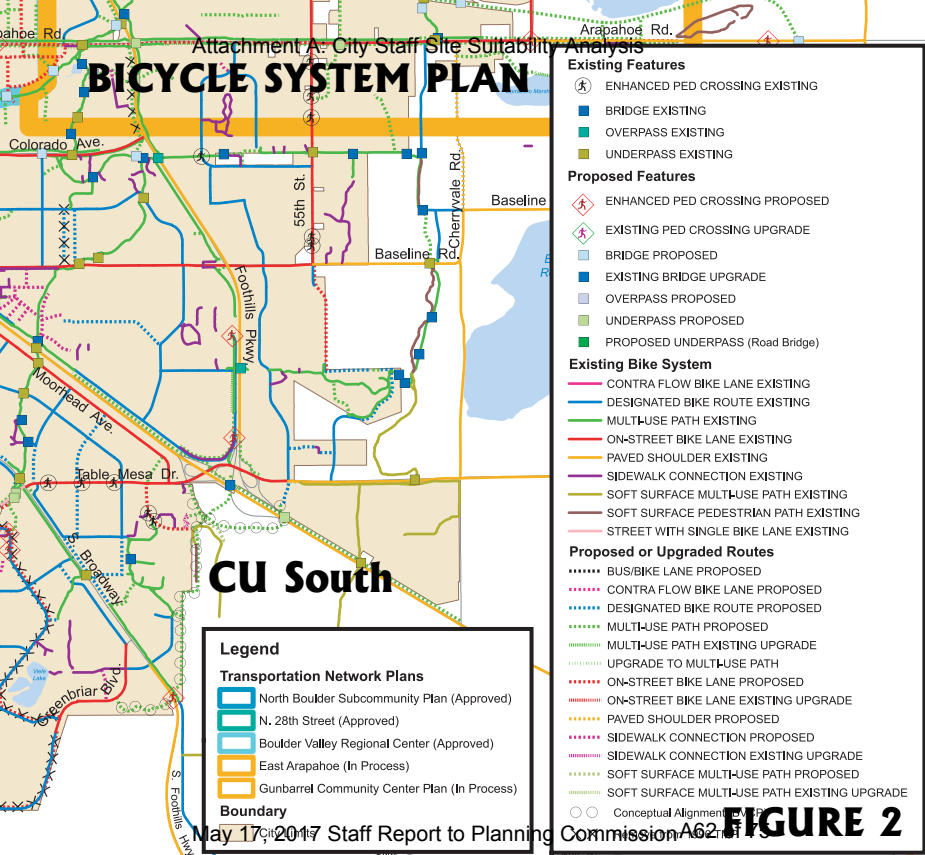 Arapahoe Rd.
Attachment A: City Staff Site Suitability Analysis
BICYCLE SYSTEM PLAN
Colorado Ave.
55th St.
Cherryvale Rd.
Baseline
Baseline Rd.
Foothills Pkwy
Moorhead Ave.
Table Mesa Dr.
S. Broadway
CU South
Viele
Lake
Greenbriar Blvd.
S. Foothills Hwy
Existing Features
ENHANCED PED CROSSING EXISTING
BRIDGE EXISTING
OVERPASS EXISTING
UNDERPASS EXISTING
Proposed Features
ENHANCED PED CROSSING PROPOSED
EXISTING PED CROSSING UPGRADE
BRIDGE PROPOSED
EXISTING BRIDGE UPGRADE
OVERPASS PROPOSED
UNDERPASS PROPOSED
PROPOSED UNDERPASS (Road Bridge)
Existing Bike System
CONTRA FLOW BIKE LANE EXISTING
DESIGNATED BIKE ROUTE EXISTING
MULTI-USE PATH EXISTING
ON-STREET BIKE LANE EXISTING
PAVED SHOULDER EXISTING
SIDEWALK CONNECTION EXISTING
SOFT SURFACE MULTI-USE PATH EXISTING
SOFT SURFACE PEDESTRIAN PATH EXISTING
STREET WITH SINGLE BIKE LANE EXISTING
Proposed or Upgraded Routes
BUS/BIKE LANE PROPOSED
CONTRA FLOW BIKE LANE PROPOSED
DESIGNATED BIKE ROUTE PROPOSED
MULTI-USE PATH PROPOSED
MULTI-USE PATH EXISTING UPGRADE
UPGRADE TO MULTI-USE PATH
ON-STREET BIKE LANE PROPOSED
ON-STREET BIKE LANE EXISTING UPGRADE
PAVED SHOULDER PROPOSED
SIDEWALK CONNECTION PROPOSED
SIDEWALK CONNECTION EXISTING UPGRADE
SOFT SURFACE MULTI-USE PATH PROPOSED
SOFT SURFACE MULTI-USE PATH EXISTING UPGRADE
Conceptual Alignment
Legend
Transportation Network Plans
North Boulder Subcommunity Plan (Approved)
N. 28th Street (Approved)
Boulder Valley Regional Center (Approved)
East Arapahoe (In Process)
Gunbarrel Community Center Plan (In Process)
Boundary
City Limits
May 17, 2017 Staff Report to Planning Commission A62
FIGURE 2